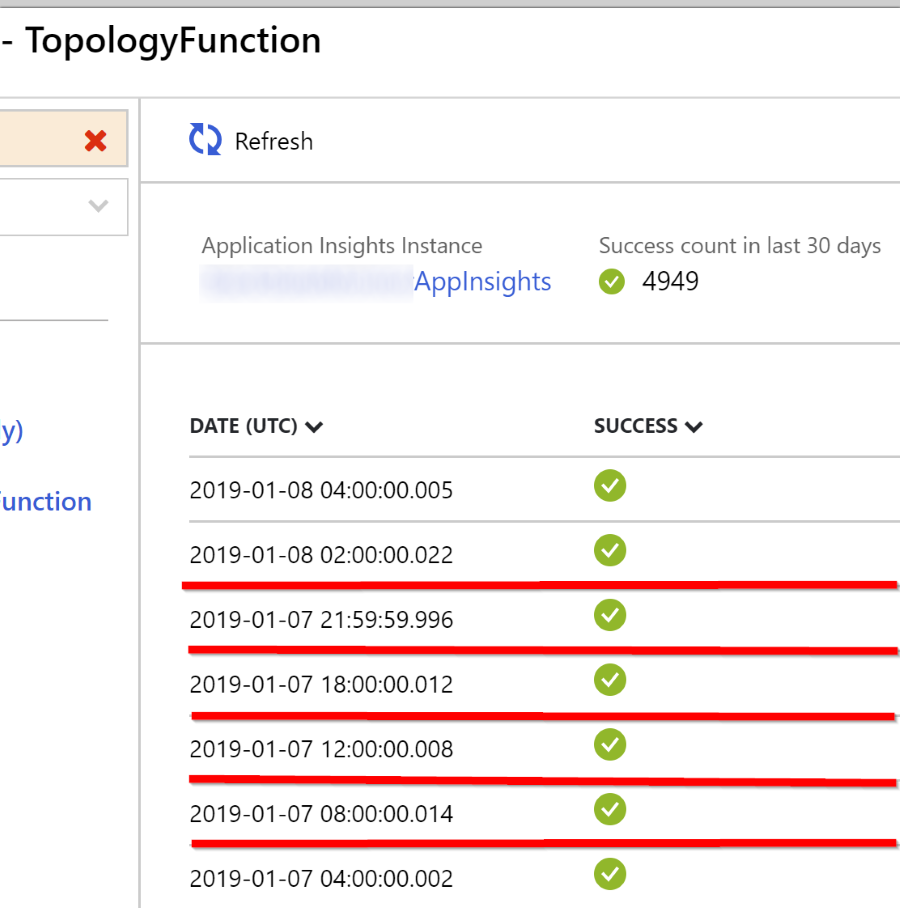 - TopologyFunction
Refresh
Application Insights Instance
Success count in last 30 days
AppInsights
4949
y)
Function
DATE (UTC)
SUCCESS
2019-01-08 04:00:00.005
2019-01-08 02:00:00.022
2019-01-07 21:59:59.996
2019-01-07 18:00:00.012
2019-01-07 12:00:00.008
2019-01-07 08:00:00.014
2019-01-07 04:00:00.002